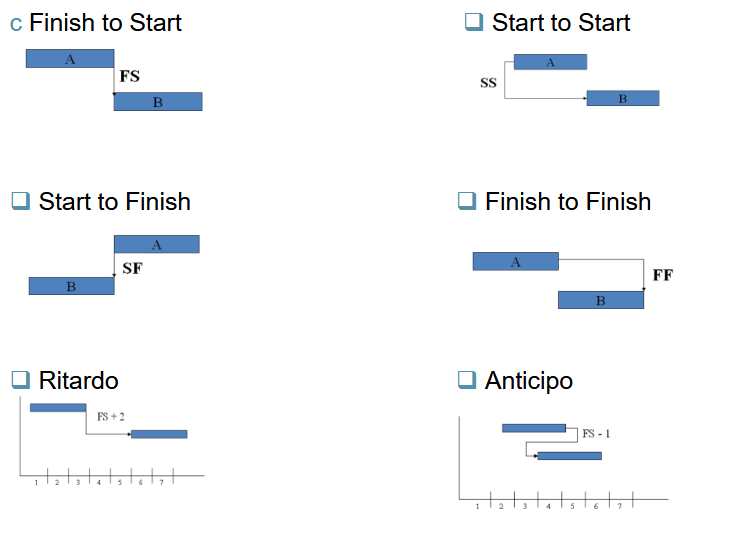 c Finish to Start
A
FS
B
Start to Start
A
SS
B
Start to Finish
A
SF
B
Finish to Finish
A
FF
B
Ritardo
FS + 2
1 2 3 4 5 6 7
Anticipo
FS - 1
1 2 3 4 5 6 7